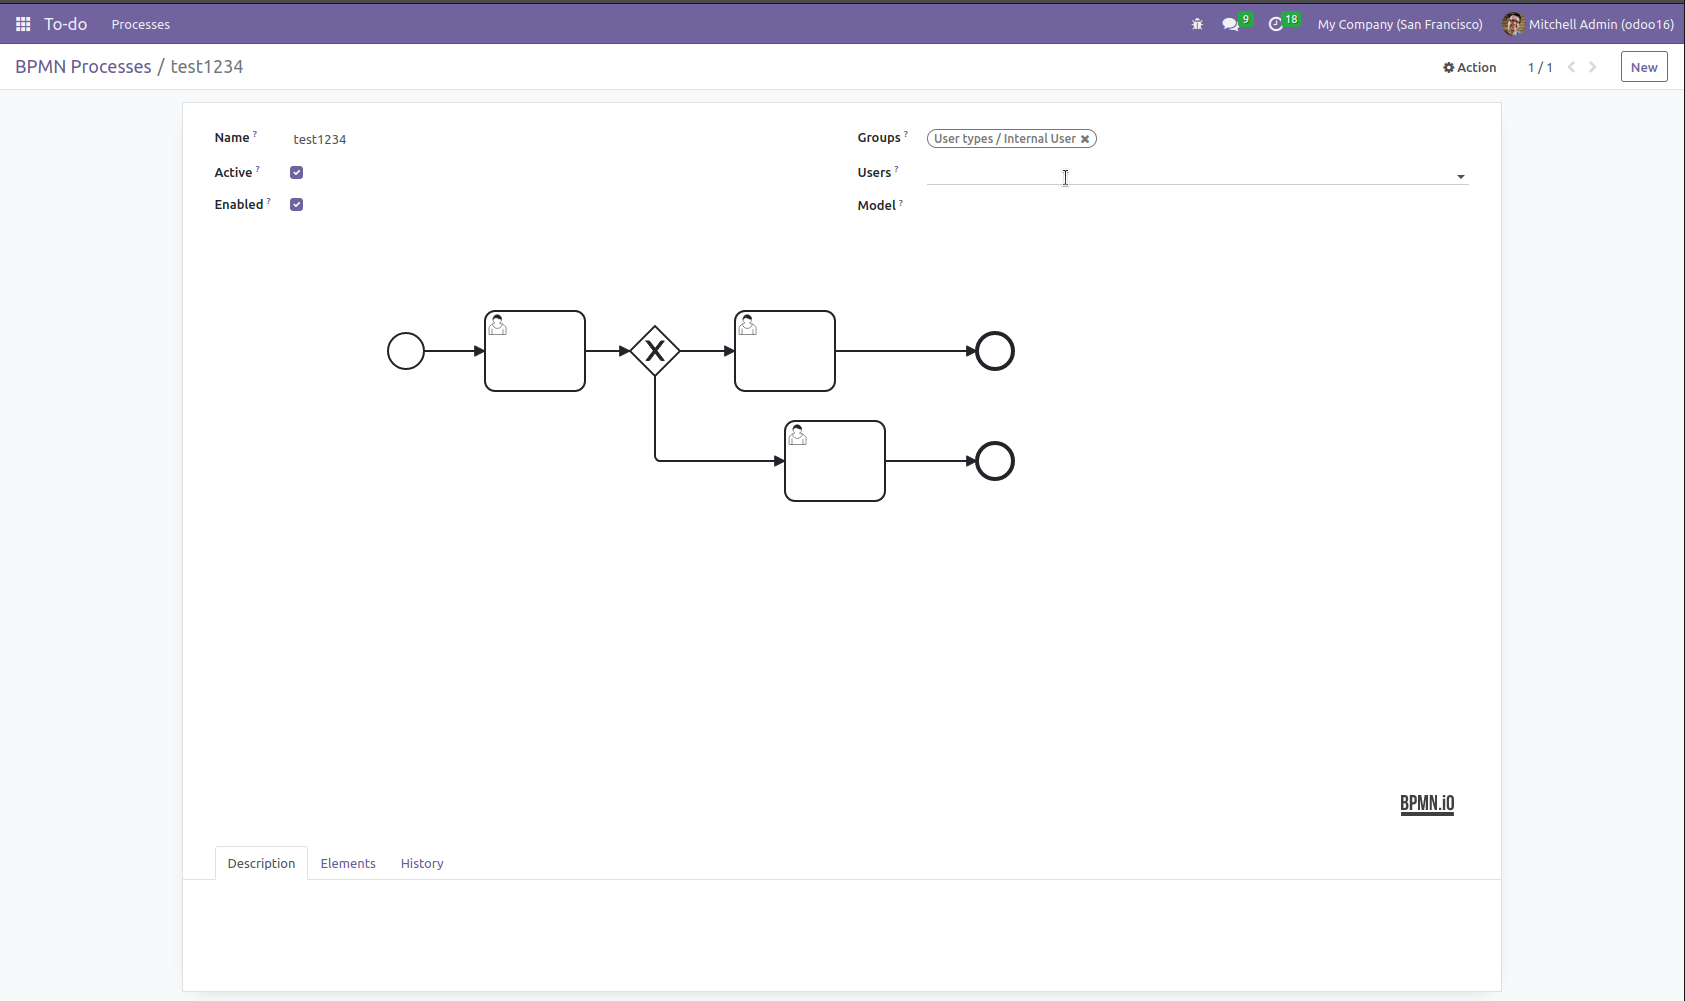 To-do Processes 9 18 My Company (San Francisco) Mitchell Admin (odoo16)
BPMN Processes / test1234 Action 1 / 1 New
Name ? test1234 Groups ? User types / Internal User ×
Active ? Users ?
Enabled ? Model ?
X
BPMN.iO
Description Elements History